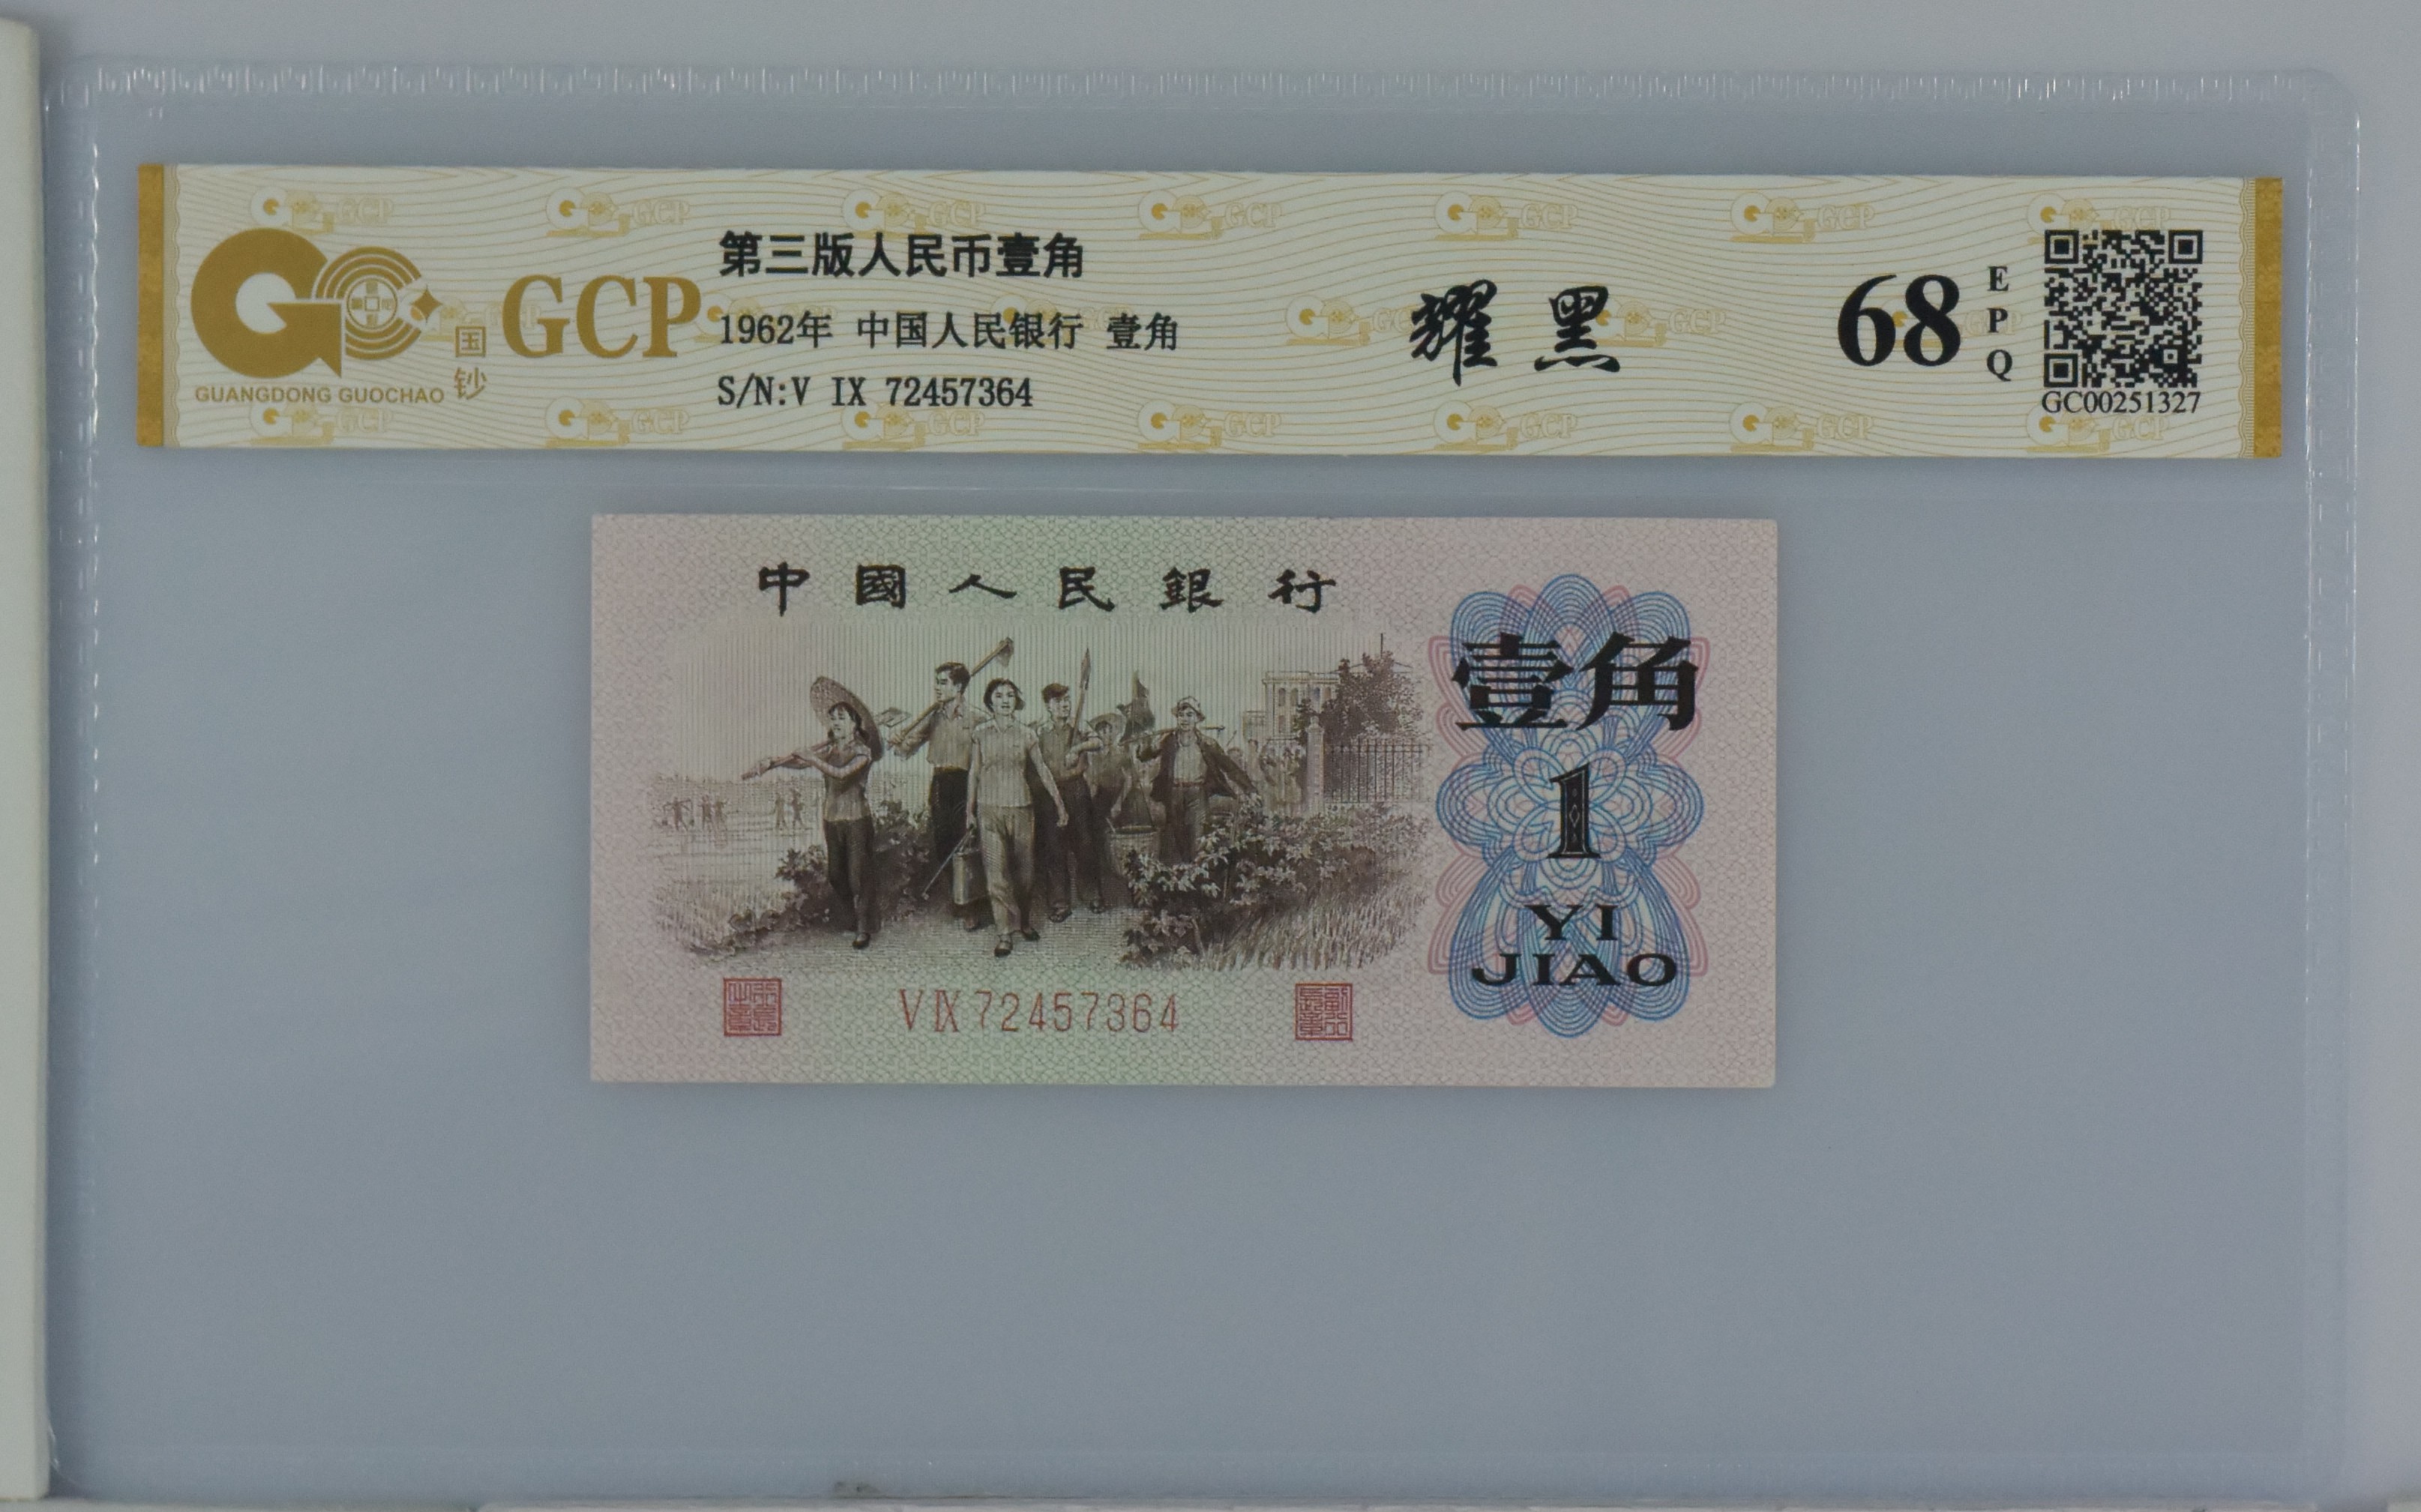 第三版人民币壹角
GCP
国钞
GUANGDONG GUOCHAO
1962年 中国人民银行 壹角
S/N:V IX 72457364
耀黑
68
EPQ
GC00251327
中國人民銀行
壹角
1
YI
JIAO
V IX 72457364